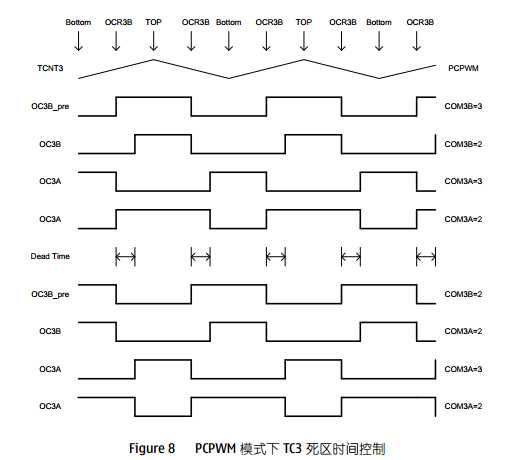 Bottom OCR3B TOP OCR3B Bottom OCR3B TOP OCR3B Bottom OCR3B
TCNT3 PCPWM
OC3B_pre COM3B=3
OC3B COM3B=2
OC3A COM3A=3
OC3A COM3A=2
Dead Time
OC3B_pre COM3B=2
OC3B COM3A=2
OC3A COM3A=3
OC3A COM3A=2
Figure 8 PCPWM 模式下 TC3 死区时间控制